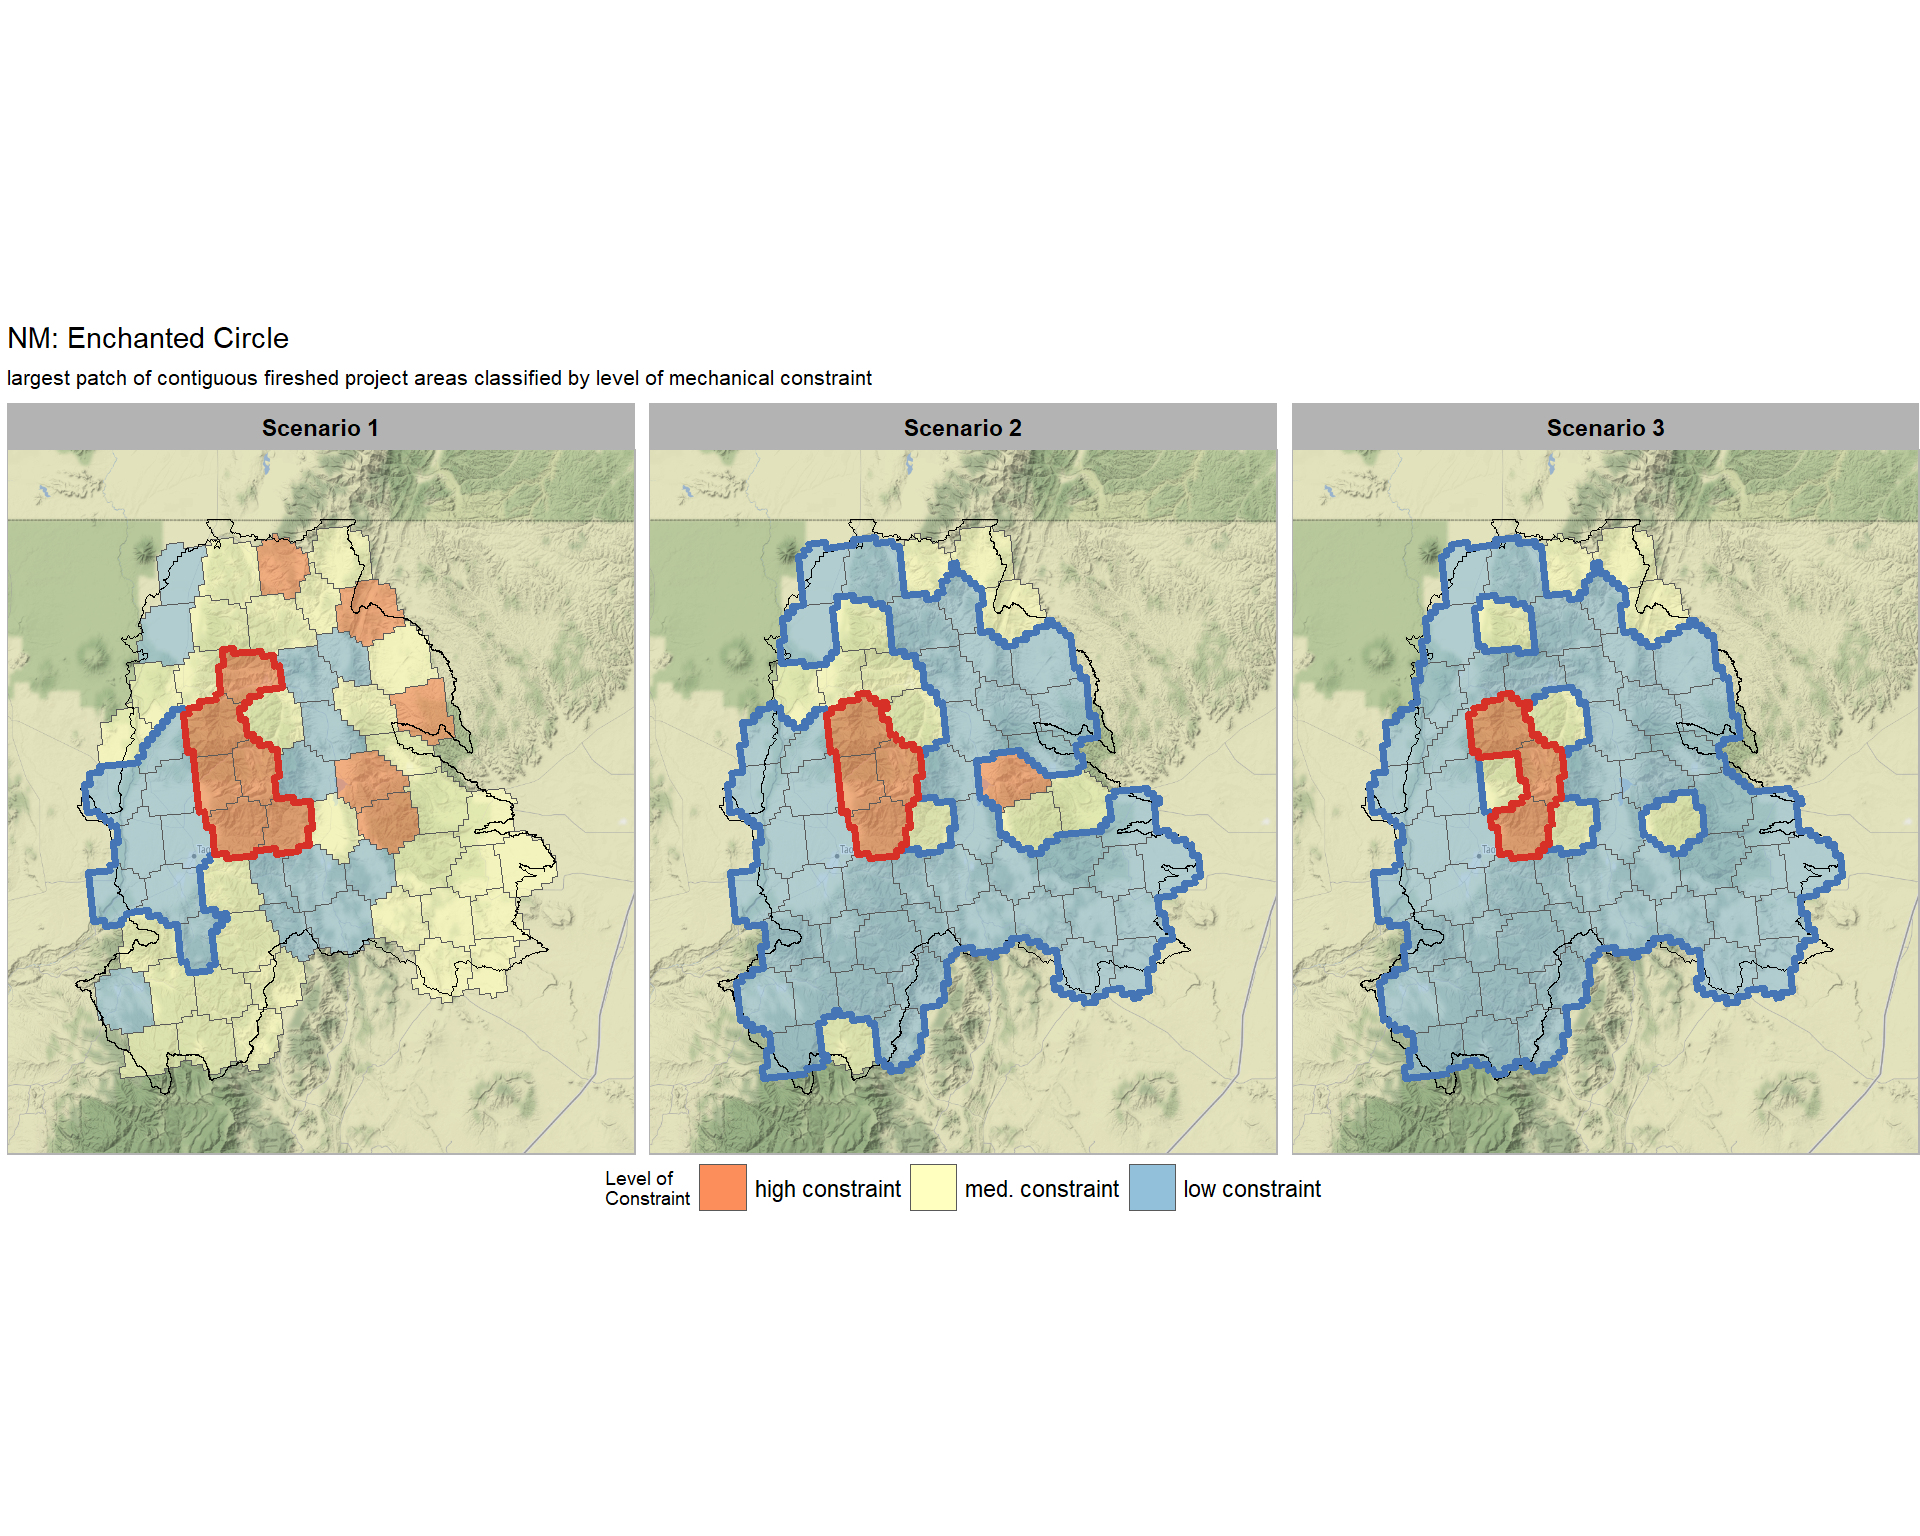 NM: Enchanted Circle
largest patch of contiguous fireshed project areas classified by level of mechanical constraint
Scenario 1
Scenario 2
Scenario 3
Level of
Constraint
high constraint
med. constraint
low constraint